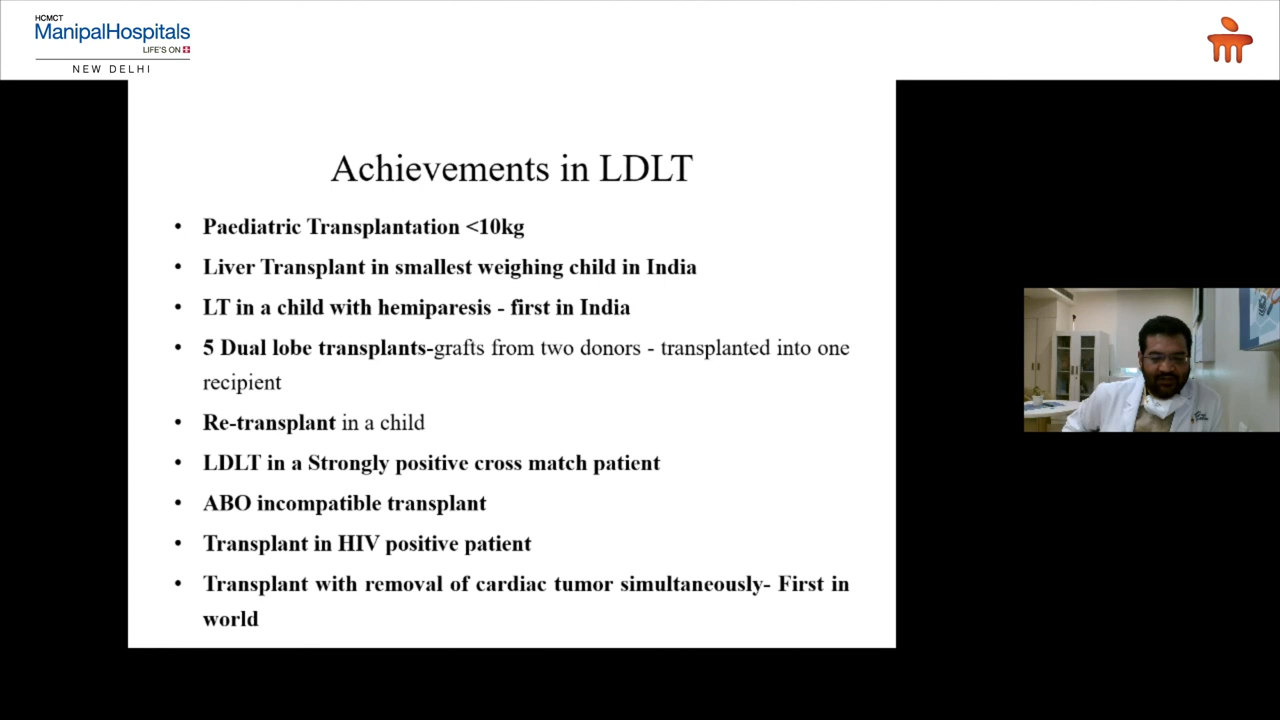 HCMCT
ManipalHospitals
LIFE'S ON
NEW DELHI
Achievements in LDLT
• Paediatric Transplantation <10kg
• Liver Transplant in smallest weighing child in India
• LT in a child with hemiparesis - first in India
• 5 Dual lobe transplants-grafts from two donors - transplanted into one
recipient
• Re-transplant in a child
• LDLT in a Strongly positive cross match patient
• ABO incompatible transplant
• Transplant in HIV positive patient
• Transplant with removal of cardiac tumor simultaneously- First in
world